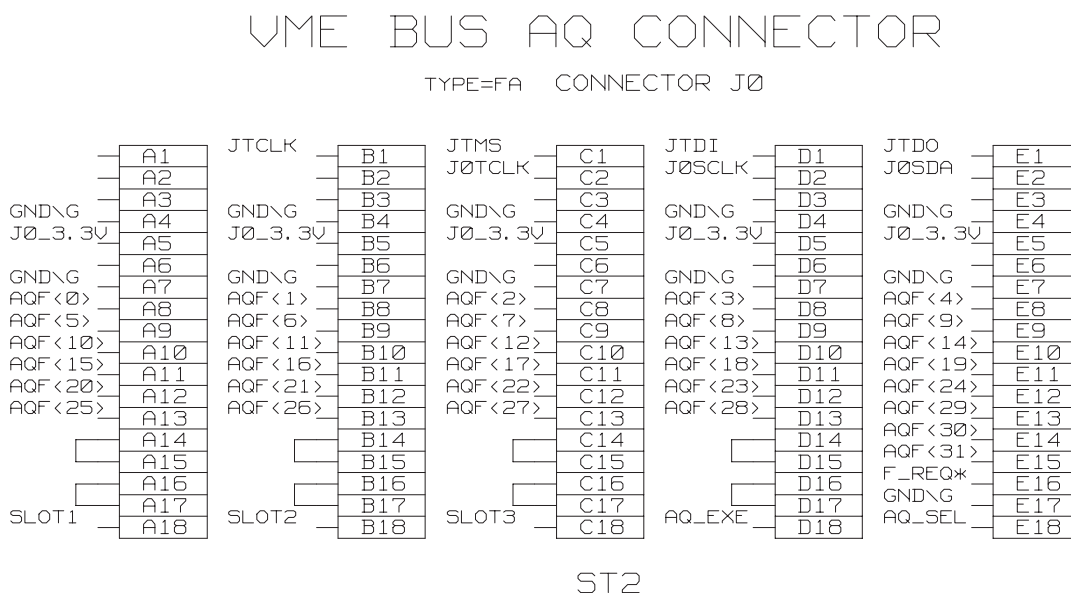 VME BUS AQ CONNECTOR
TYPE=FA CONNECTOR J0
A1 JTCLK B1 JTMS C1 JTDI D1 JTDO E1
A2 B2 J0TCLK C2 J0SCLK D2 J0SDA E2
A3 B3 C3 D3 E3
GND\G A4 GND\G B4 GND\G C4 GND\G D4 GND\G E4
J0_3.3V A5 J0_3.3V B5 J0_3.3V C5 J0_3.3V D5 J0_3.3V E5
A6 B6 C6 D6 E6
GND\G A7 GND\G B7 GND\G C7 GND\G D7 GND\G E7
AQF<0> A8 AQF<1> B8 AQF<2> C8 AQF<3> D8 AQF<4> E8
AQF<5> A9 AQF<6> B9 AQF<7> C9 AQF<8> D9 AQF<9> E9
AQF<10> A10 AQF<11> B10 AQF<12> C10 AQF<13> D10 AQF<14> E10
AQF<15> A11 AQF<16> B11 AQF<17> C11 AQF<18> D11 AQF<19> E11
AQF<20> A12 AQF<21> B12 AQF<22> C12 AQF<23> D12 AQF<24> E12
AQF<25> A13 AQF<26> B13 AQF<27> C13 AQF<28> D13 AQF<29> E13
A14 B14 C14 D14 AQF<30> E14
A15 B15 C15 D15 AQF<31> E15
A16 B16 C16 D16 F_REQ* E16
A17 B17 C17 D17 GND\G E17
SLOT1 A18 SLOT2 B18 SLOT3 C18 AQ_EXE D18 AQ_SEL E18
ST2